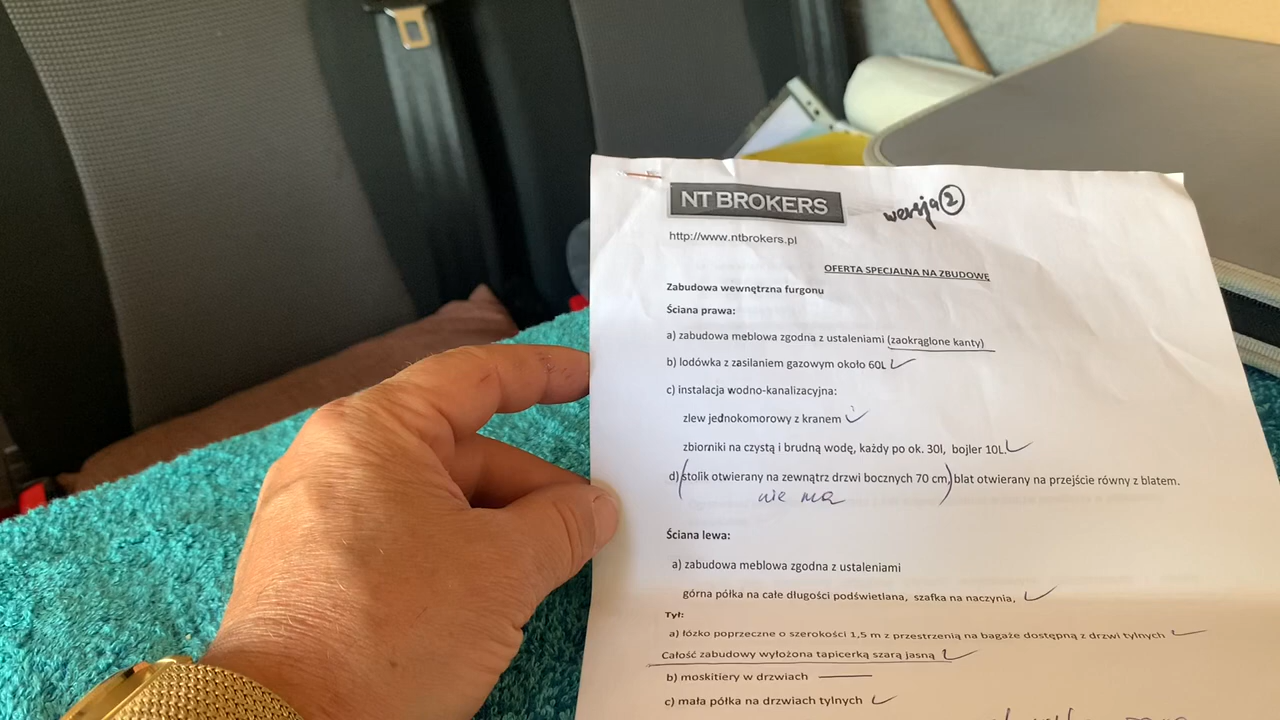 NT BROKERS
wersja 2
http://www.ntbrokers.pl
OFERTA SPECJALNA NA ZBUDOWĘ
Zabudowa wewnętrzna furgonu
Ściana prawa:
a) zabudowa meblowa zgodna z ustaleniami (zaokrąglone kanty)
b) lodówka z zasilaniem gazowym około 60L
c) instalacja wodno-kanalizacyjna:
zlew jednokomorowy z kranem
zbiorniki na czystą i brudną wodę, każdy po ok. 30l, bojler 10L
d) (stolik otwierany na zewnątrz drzwi bocznych 70 cm,) blat otwierany na przejście równy z blatem.
nie ma
Ściana lewa:
a) zabudowa meblowa zgodna z ustaleniami
górna półka na całe długości podświetlana, szafka na naczynia,
Tył:
a) łóżko poprzeczne o szerokości 1,5 m z przestrzenią na bagaże dostępną z drzwi tylnych
Całość zabudowy wyłożona tapicerką szarą jasną
b) moskitiery w drzwiach
c) mała półka na drzwiach tylnych